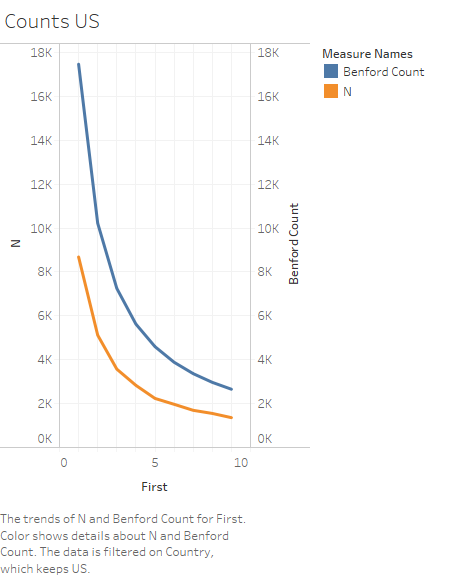 Counts US
18K
16K
14K
12K
10K
8K
6K
4K
2K
0K
N
18K
16K
14K
12K
10K
8K
6K
4K
2K
0K
Benford Count
0 5 10
First
Measure Names
Benford Count
N
The trends of N and Benford Count for First.
Color shows details about N and Benford
Count. The data is filtered on Country,
which keeps US.